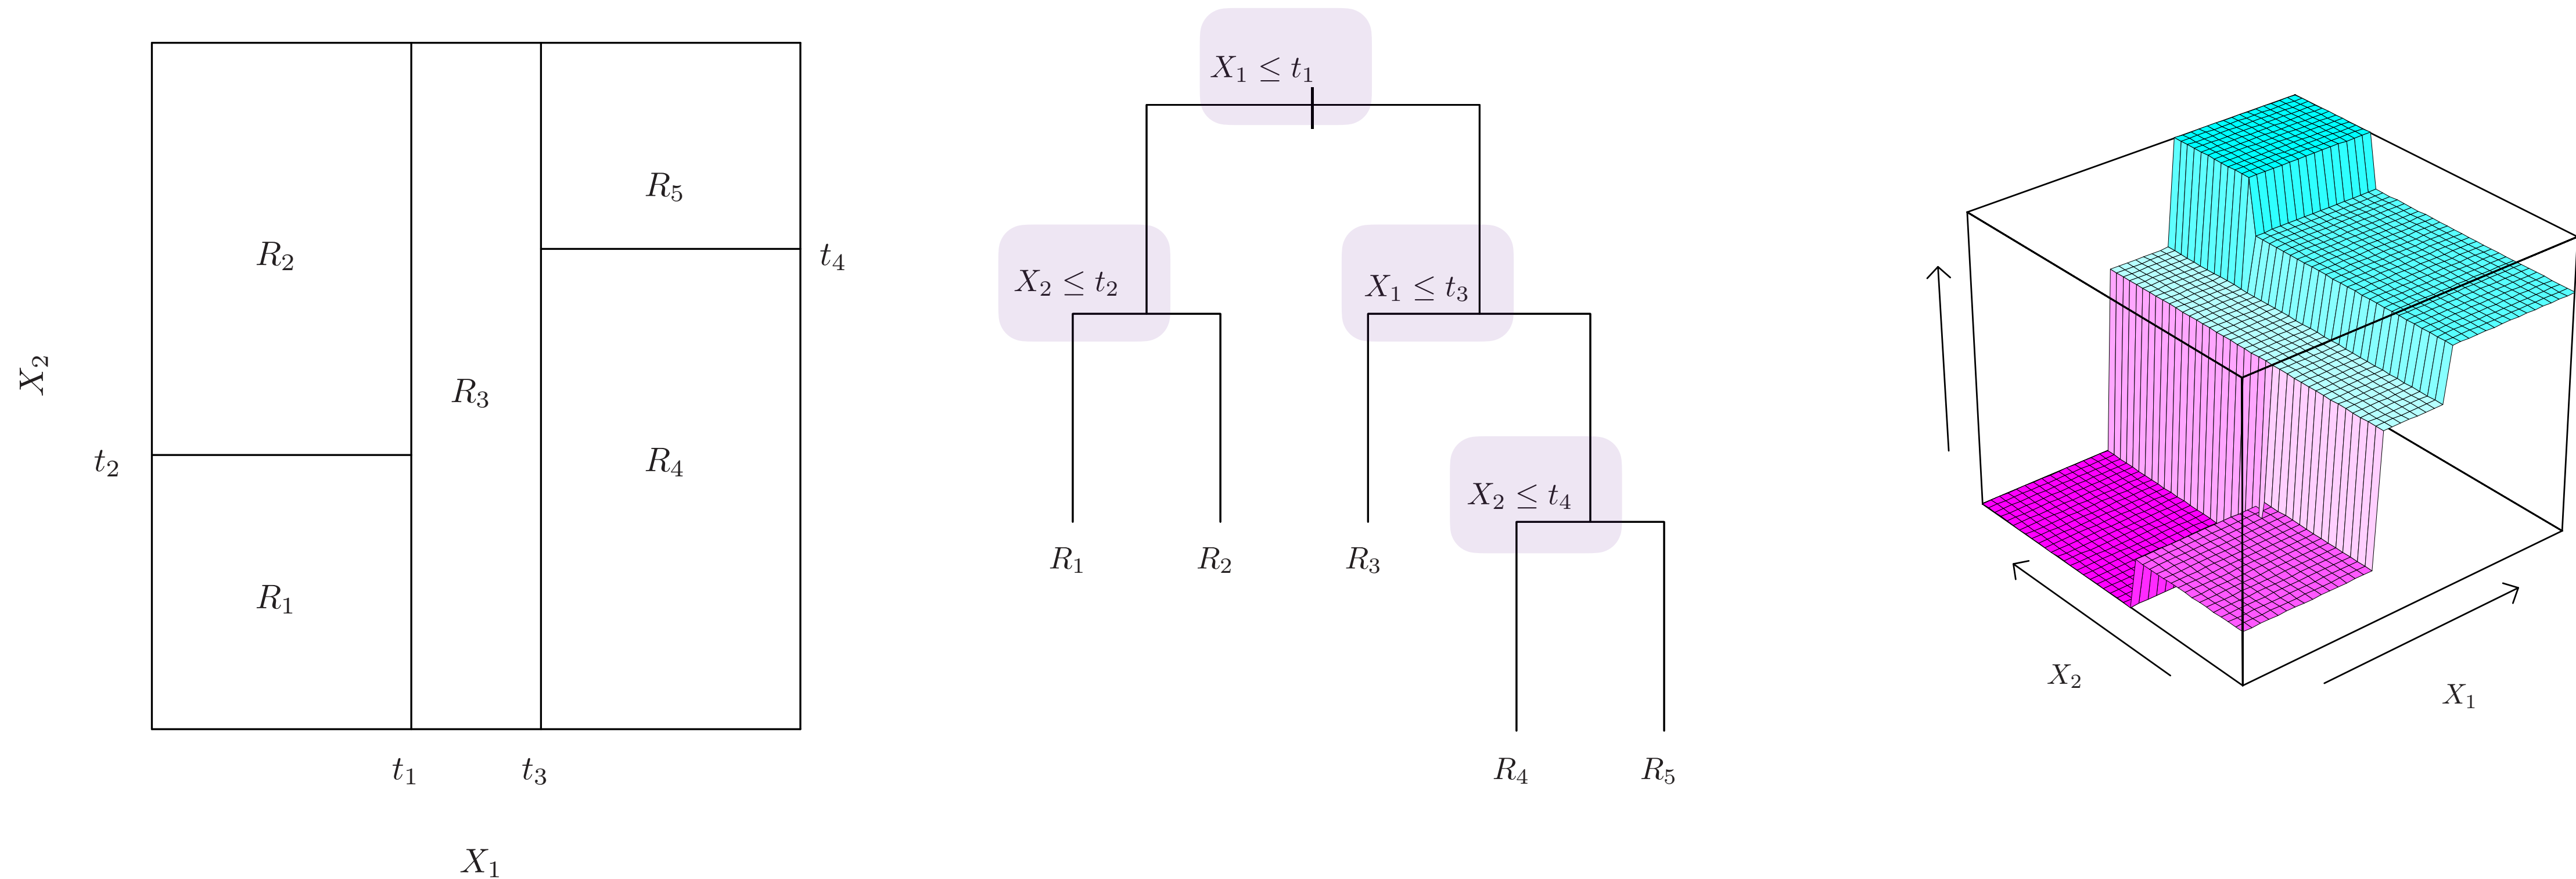 R₂
R₅
t₄
X₂
R₃
t₂
R₄
R₁
t₁
t₃
X₁
X₁ ≤ t₁
X₂ ≤ t₂
X₁ ≤ t₃
X₂ ≤ t₄
R₁
R₂
R₃
R₄
R₅
X₂
X₁